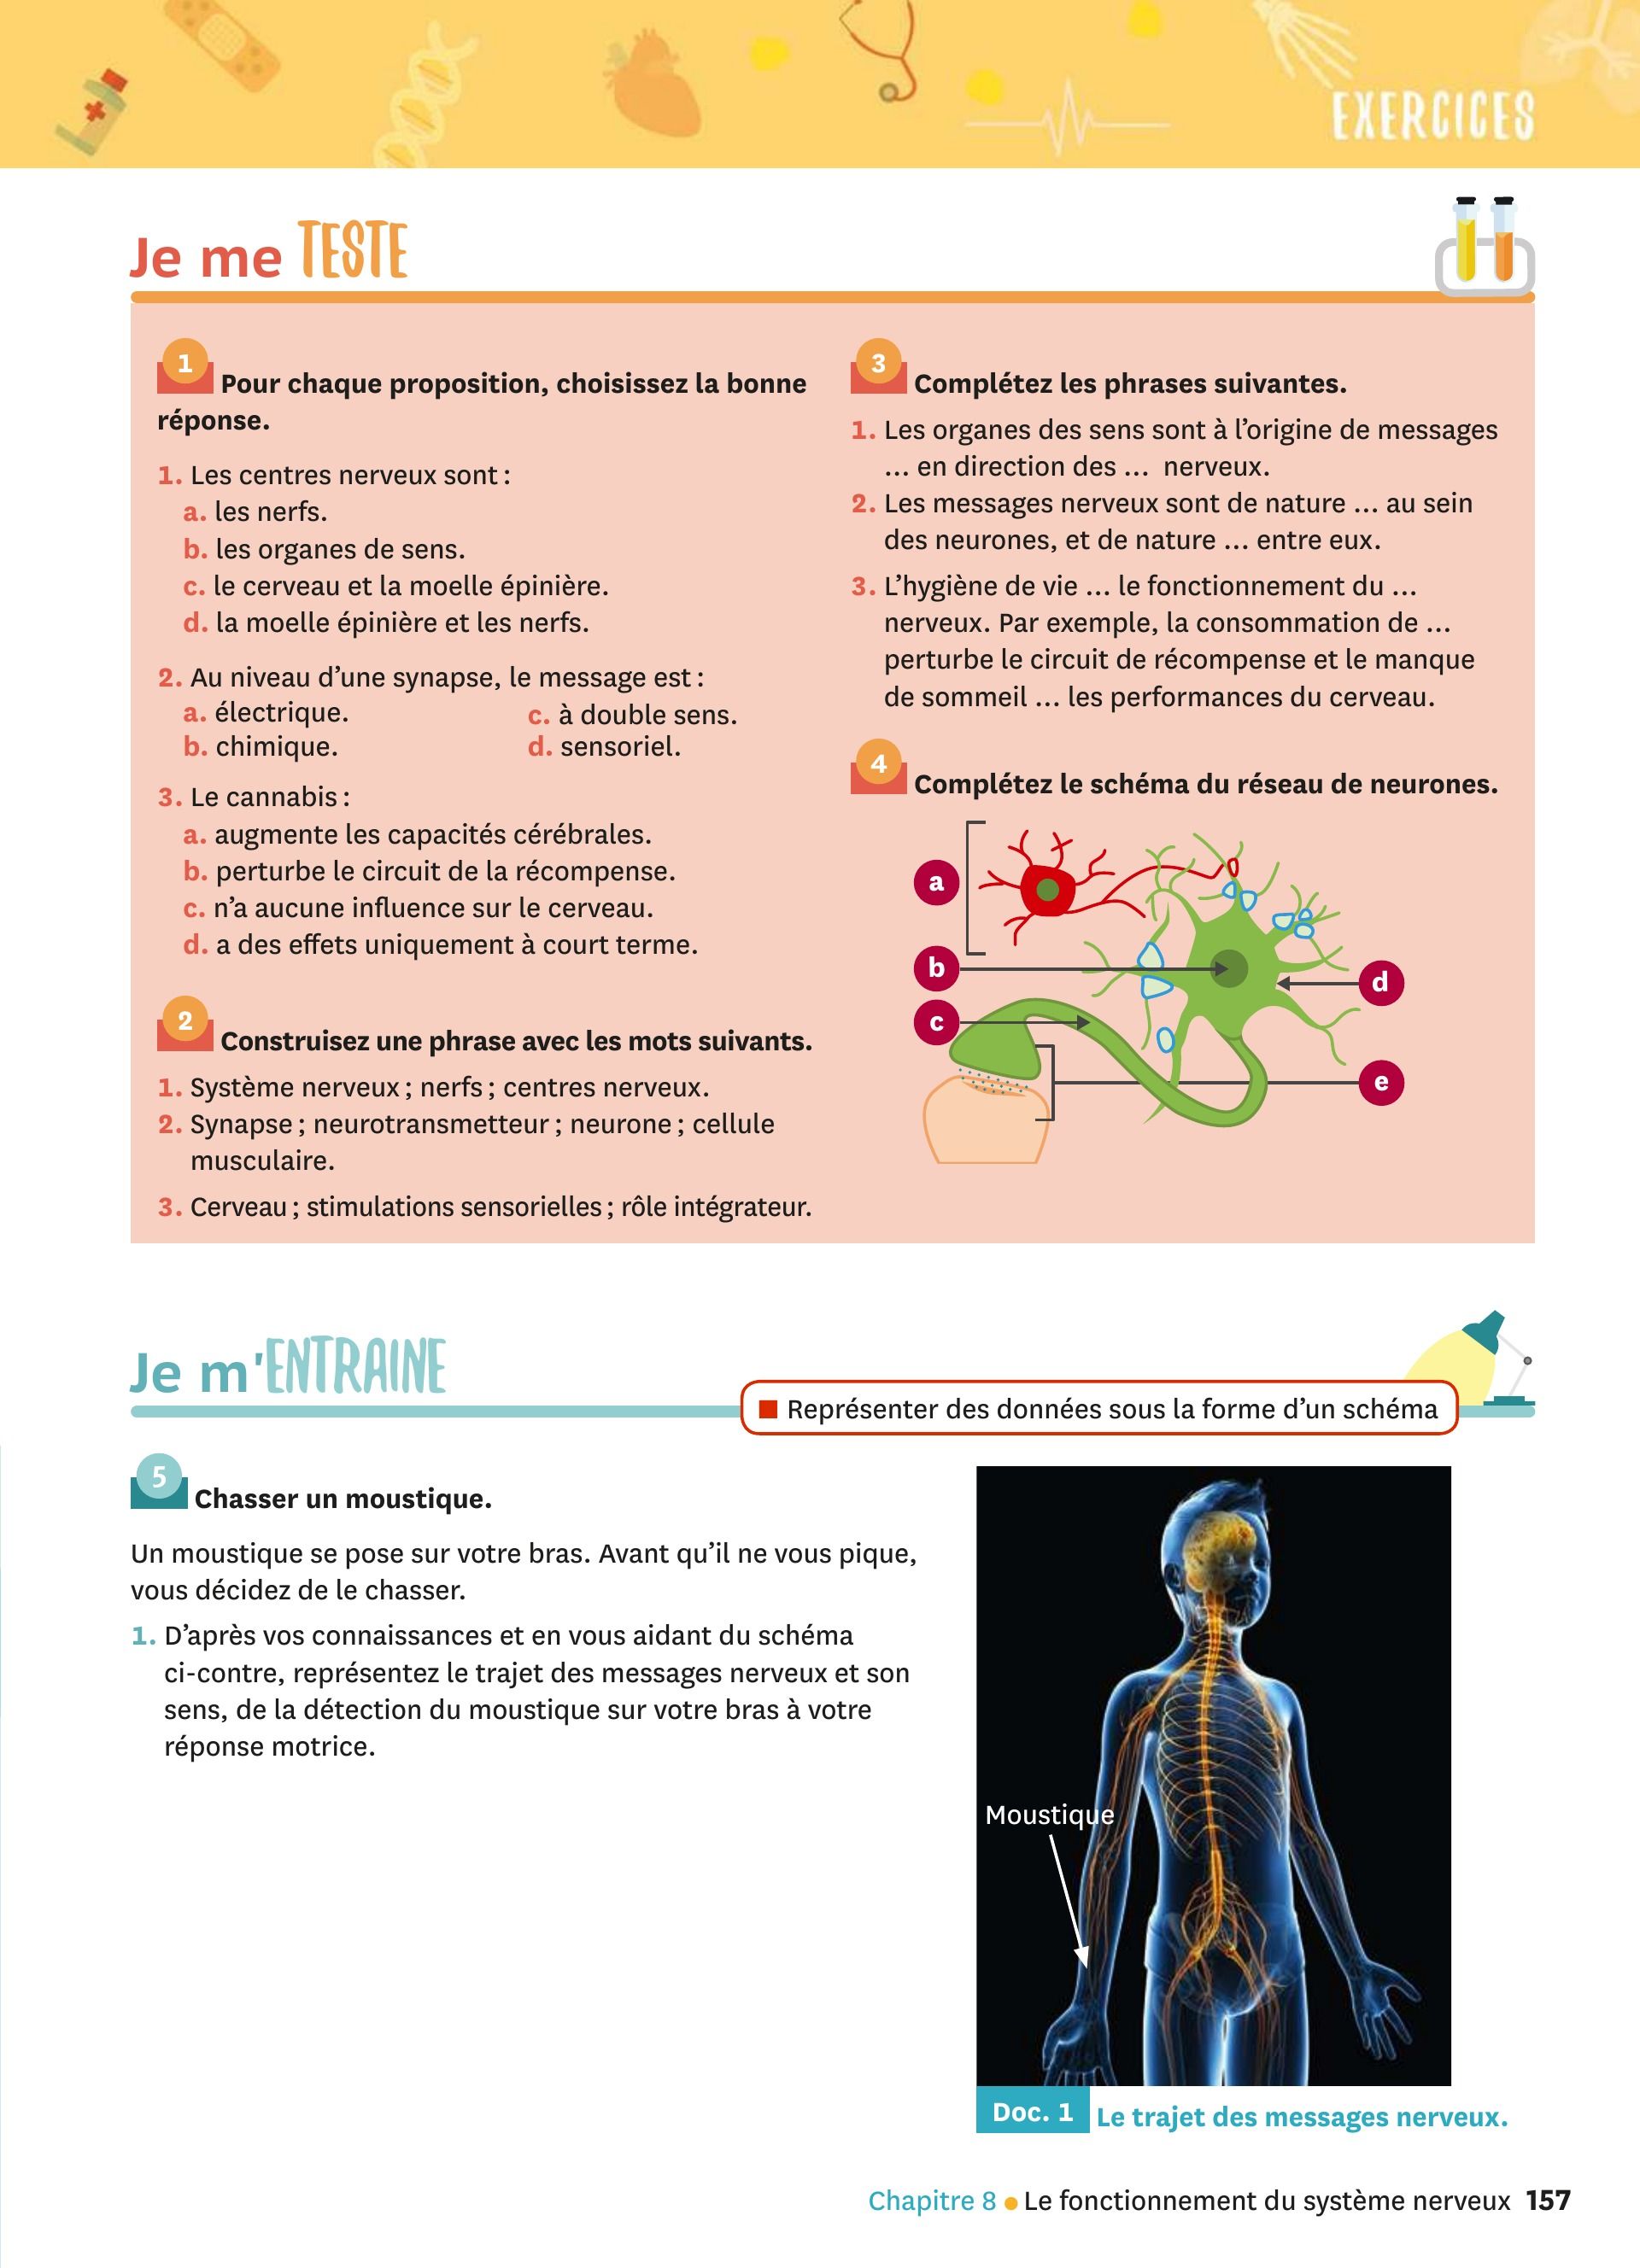 EXERCICES
Je me TESTE
1 Pour chaque proposition, choisissez la bonne
réponse.
1. Les centres nerveux sont :
a. les nerfs.
b. les organes de sens.
c. le cerveau et la moelle épinière.
d. la moelle épinière et les nerfs.
2. Au niveau d’une synapse, le message est :
a. électrique.
c. à double sens.
b. chimique.
d. sensoriel.
3. Le cannabis :
a. augmente les capacités cérébrales.
b. perturbe le circuit de la récompense.
c. n’a aucune influence sur le cerveau.
d. a des effets uniquement à court terme.
2 Construisez une phrase avec les mots suivants.
1. Système nerveux ; nerfs ; centres nerveux.
2. Synapse ; neurotransmetteur ; neurone ; cellule
musculaire.
3. Cerveau ; stimulations sensorielles ; rôle intégrateur.
3 Complétez les phrases suivantes.
1. Les organes des sens sont à l’origine de messages
… en direction des … nerveux.
2. Les messages nerveux sont de nature … au sein
des neurones, et de nature … entre eux.
3. L’hygiène de vie … le fonctionnement du …
nerveux. Par exemple, la consommation de …
perturbe le circuit de récompense et le manque
de sommeil … les performances du cerveau.
4 Complétez le schéma du réseau de neurones.
a
b
c
d
e
Je m'ENTRAINE
Représenter des données sous la forme d’un schéma
5 Chasser un moustique.
Un moustique se pose sur votre bras. Avant qu’il ne vous pique,
vous décidez de le chasser.
1. D’après vos connaissances et en vous aidant du schéma
ci-contre, représentez le trajet des messages nerveux et son
sens, de la détection du moustique sur votre bras à votre
réponse motrice.
Moustique
Doc. 1 Le trajet des messages nerveux.
Chapitre 8 ● Le fonctionnement du système nerveux 157